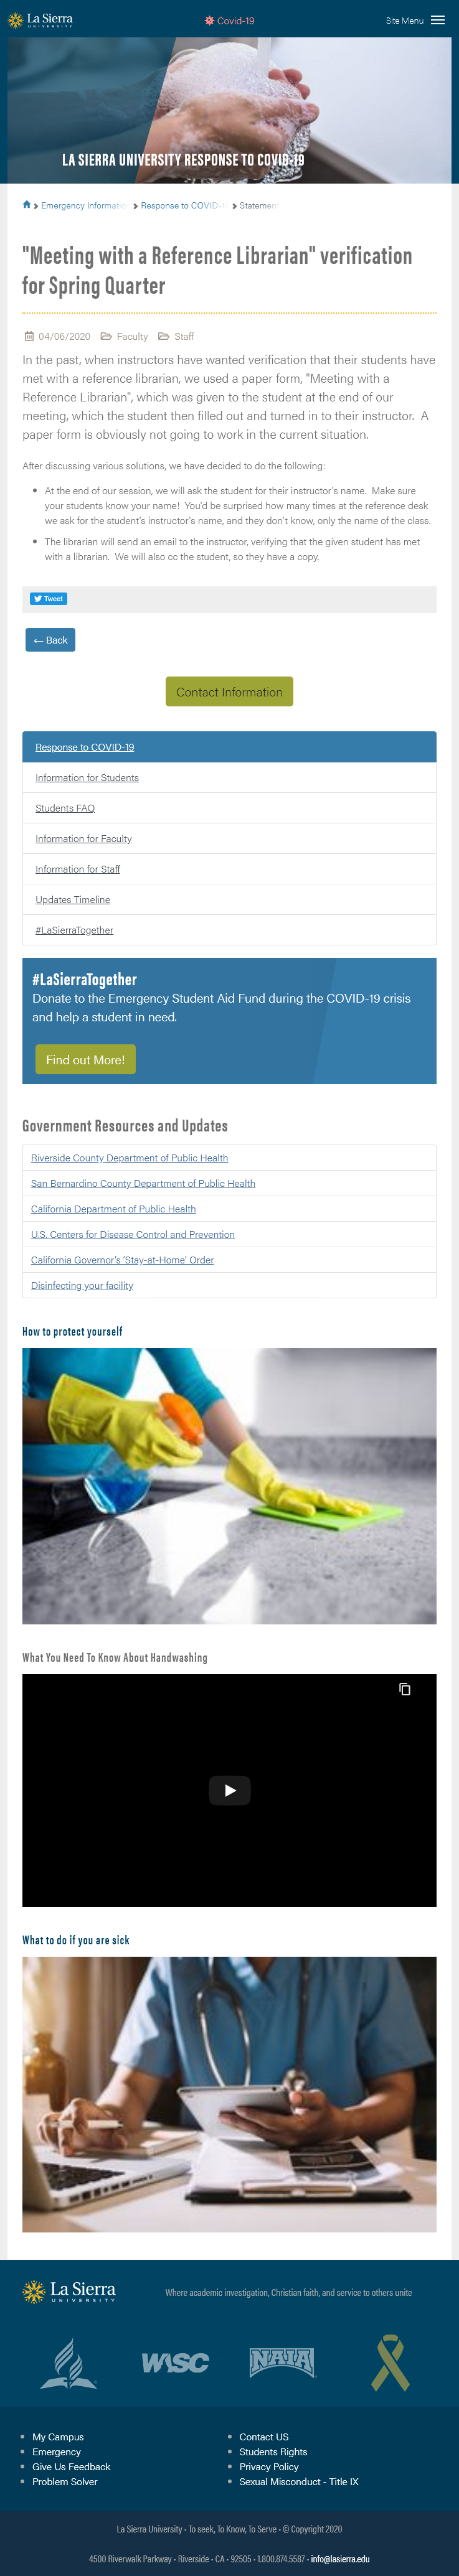 La Sierra
UNIVERSITY
Covid-19
Site Menu
LA SIERRA UNIVERSITY RESPONSE TO COVID-19
Emergency Information
Response to COVID-19
Statement
"Meeting with a Reference Librarian" verification
for Spring Quarter
04/06/2020 Faculty Staff
In the past, when instructors have wanted verification that their students have
met with a reference librarian, we used a paper form, "Meeting with a
Reference Librarian", which was given to the student at the end of our
meeting, which the student then filled out and turned in to their instructor.  A
paper form is obviously not going to work in the current situation.
After discussing various solutions, we have decided to do the following:
At the end of our session, we will ask the student for their instructor's name.  Make sure
your students know your name!  You'd be surprised how many times at the reference desk
we ask for the student's instructor's name, and they don't know, only the name of the class.
The librarian will send an email to the instructor, verifying that the given student has met
with a librarian.  We will also cc the student, so they have a copy.
Tweet
← Back
Contact Information
Response to COVID-19
Information for Students
Students FAQ
Information for Faculty
Information for Staff
Updates Timeline
#LaSierraTogether
#LaSierraTogether
Donate to the Emergency Student Aid Fund during the COVID-19 crisis
and help a student in need.
Find out More!
Government Resources and Updates
Riverside County Department of Public Health
San Bernardino County Department of Public Health
California Department of Public Health
U.S. Centers for Disease Control and Prevention
California Governor's 'Stay-at-Home' Order
Disinfecting your facility
How to protect yourself
What You Need To Know About Handwashing
What to do if you are sick
La Sierra
UNIVERSITY
Where academic investigation, Christian faith, and service to others unite
WASC
NAIA
My Campus
Emergency
Give Us Feedback
Problem Solver
Contact US
Students Rights
Privacy Policy
Sexual Misconduct - Title IX
La Sierra University • To seek, To Know, To Serve • © Copyright 2020
4500 Riverwalk Parkway • Riverside • CA • 92505 • 1.800.874.5587 • info@lasierra.edu